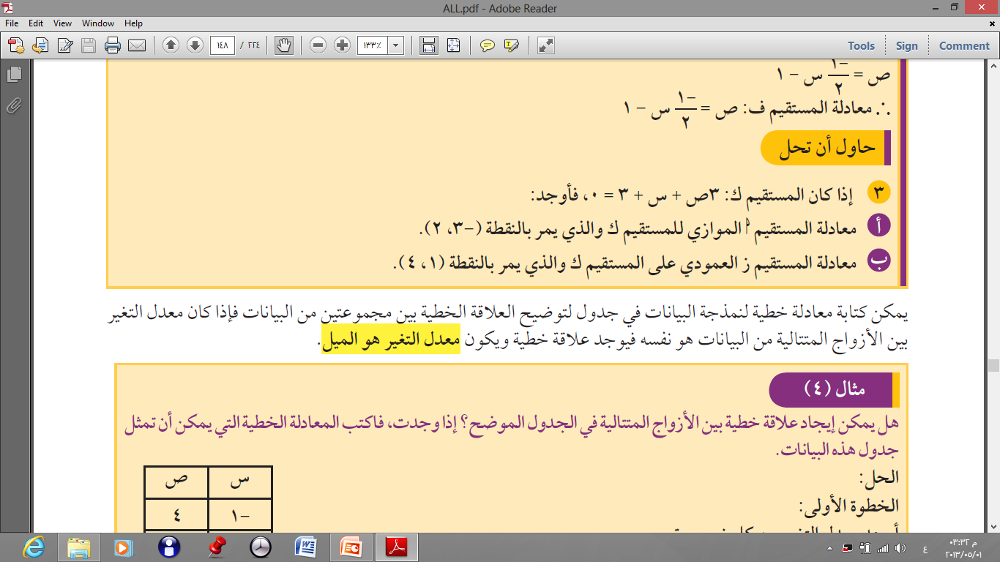 ALL.pdf - Adobe Reader
File Edit View Window Help
١٤٨ / ٢٢٤ ١٣٣٪ Tools Sign Comment
ص = -١/٢ س - ١
∴ معادلة المستقيم ف: ص = -١/٢ س - ١
حاول أن تحل
٣ إذا كان المستقيم ك: ٣ص + س + ٣ = ٠، فأوجد:
أ معادلة المستقيم الموازي للمستقيم ك والذي يمر بالنقطة (-٣، ٢).
ب معادلة المستقيم ز العمودي على المستقيم ك والذي يمر بالنقطة (١، ٤).
يمكن كتابة معادلة خطية لنمذجة البيانات في جدول لتوضيح العلاقة الخطية بين مجموعتين من البيانات فإذا كان معدل التغير
بين الأزواج المتتالية من البيانات هو نفسه فيوجد علاقة خطية ويكون معدل التغير هو الميل.
مثال (٤)
هل يمكن إيجاد علاقة خطية بين الأزواج المتتالية في الجدول الموضح؟ إذا وجدت، فاكتب المعادلة الخطية التي يمكن أن تمثل
جدول هذه البيانات.
الحل:
س ص
الخطوة الأولى:
-١ ٤
ع
٠٣:٣٢ م
٢٠١٣/٠٥/٠١